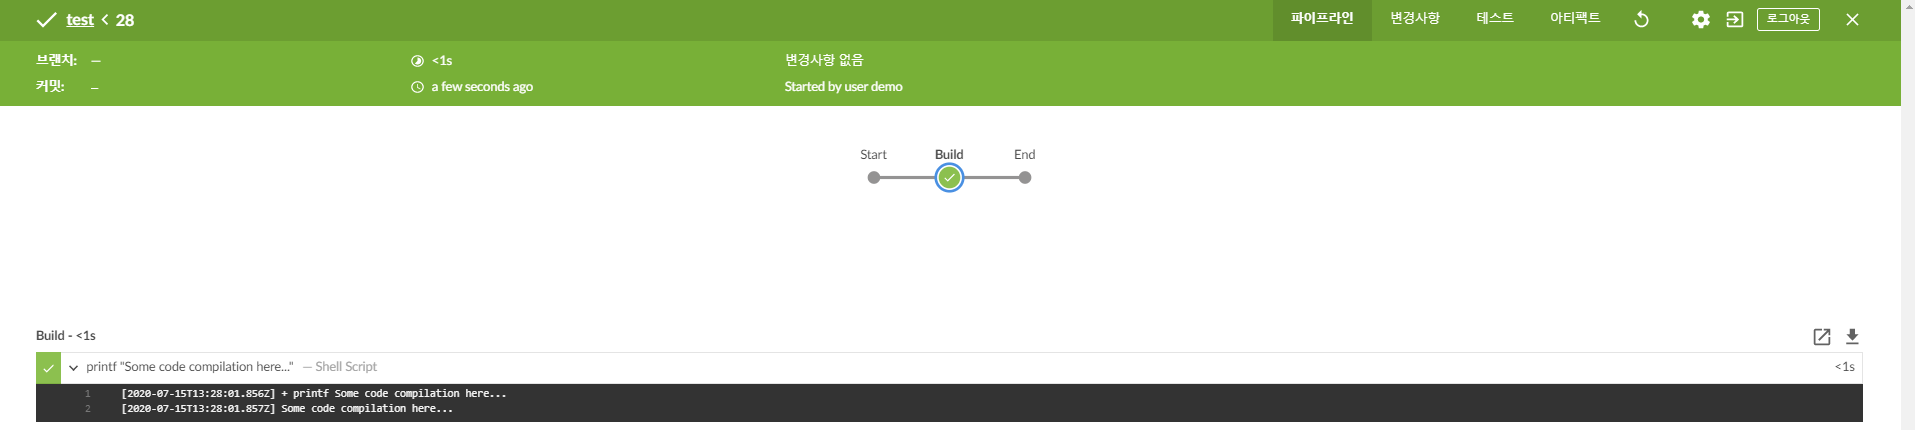 test < 28
파이프라인 변경사항 테스트 아티팩트 로그아웃
브랜치: — <1s 변경사항 없음
커밋: – a few seconds ago Started by user demo
Start Build End
Build - <1s
printf "Some code compilation here..." — Shell Script <1s
1 [2020-07-15T13:28:01.856Z] + printf Some code compilation here...
2 [2020-07-15T13:28:01.857Z] Some code compilation here...